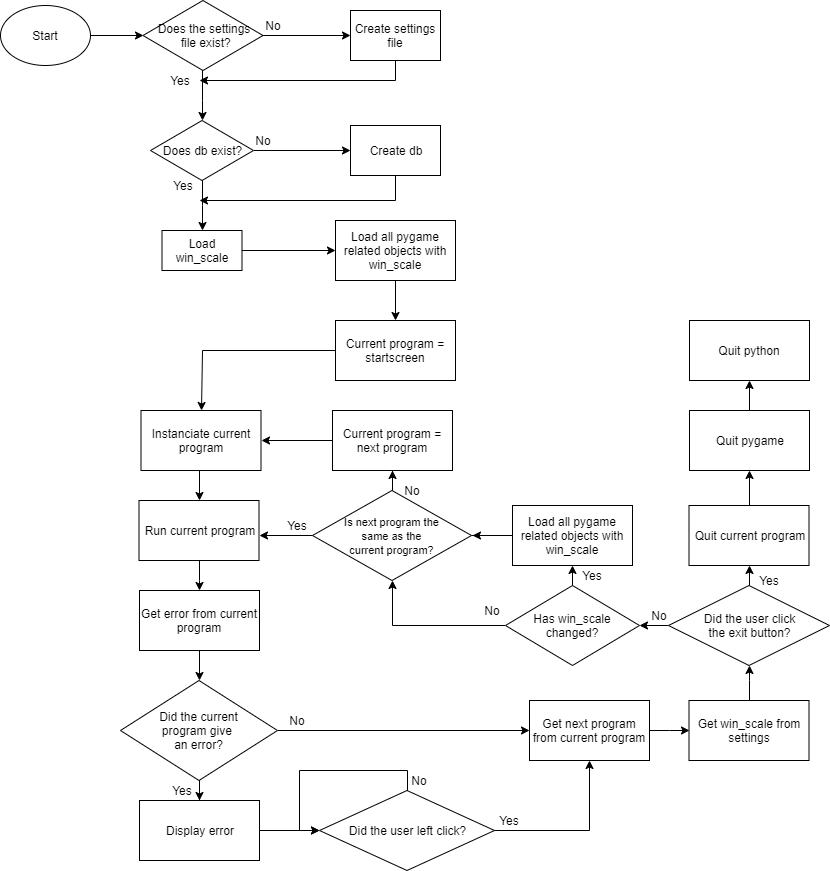 Start
Does the settings
file exist?
No
Create settings
file
Yes
Does db exist?
No
Create db
Yes
Load
win_scale
Load all pygame
related objects with
win_scale
Current program =
startscreen
Quit python
Instanciate current
program
Current program =
next program
Quit pygame
No
Run current program
Yes
Is next program the
same as the
current program?
Load all pygame
related objects with
win_scale
Quit current program
Yes
Yes
Get error from current
program
No
Has win_scale
changed?
No
Did the user click
the exit button?
Did the current
program give
an error?
No
Get next program
from current program
Get win_scale from
settings
Yes
No
Display error
Did the user left click?
Yes